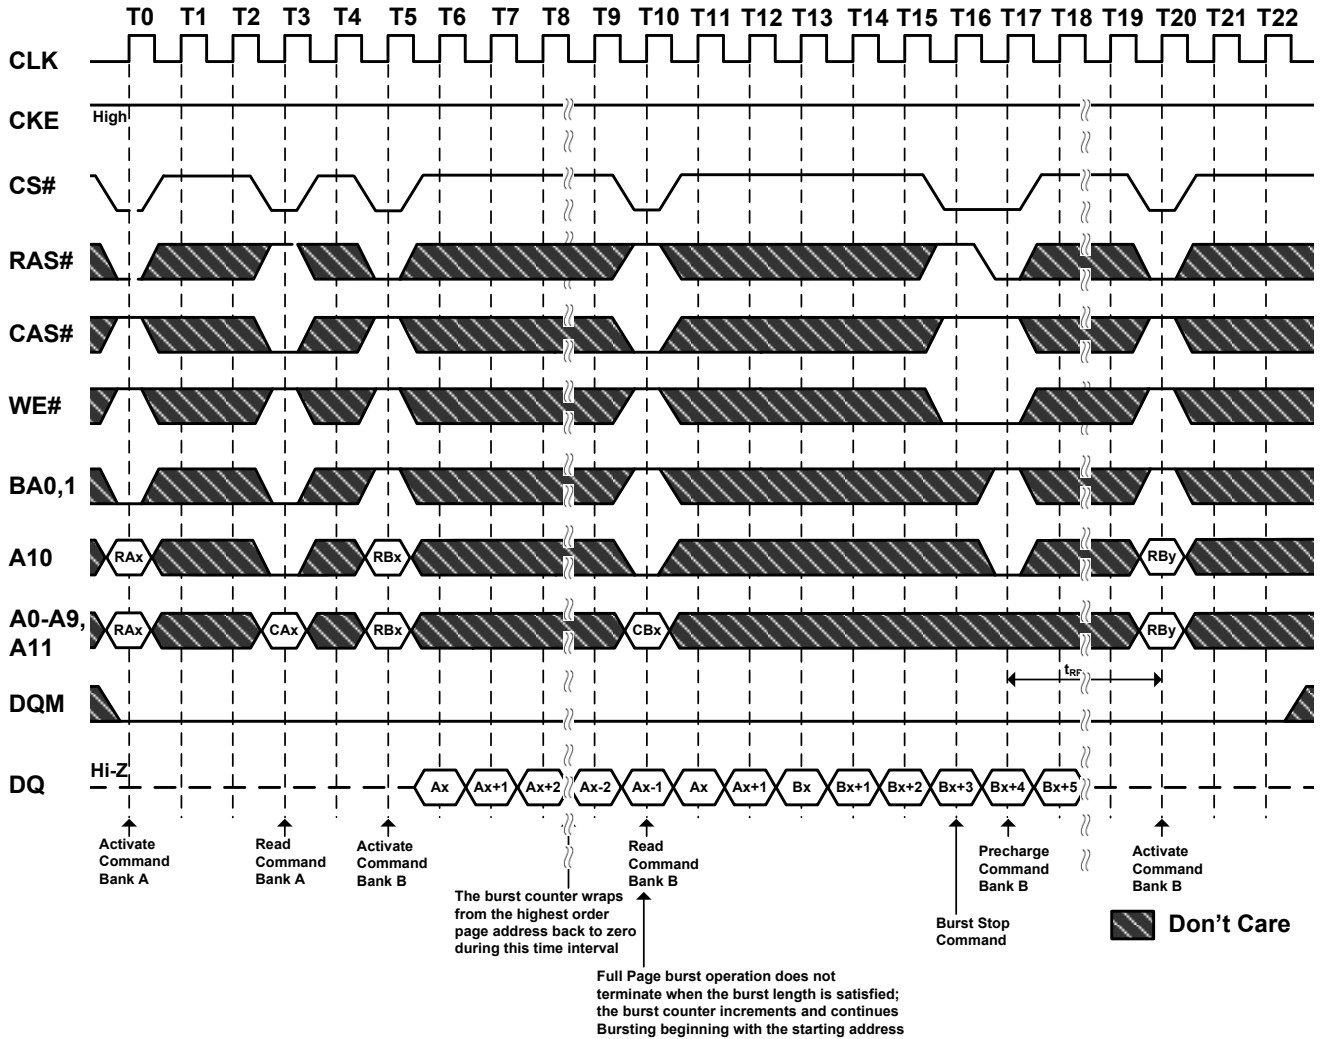 T0 T1 T2 T3 T4 T5 T6 T7 T8 T9 T10 T11 T12 T13 T14 T15 T16 T17 T18 T19 T20 T21 T22
CLK
CKE High
CS#
RAS#
CAS#
WE#
BA0,1
A10 RAx RBx RBy
A0-A9,
A11
RAx CAx RBx CBx RBy
DQM
DQ Hi-Z Ax Ax+1 Ax+2 Ax-2 Ax-1 Ax Ax+1 Bx Bx+1 Bx+2 Bx+3 Bx+4 Bx+5
Activate
Command
Bank A
Read
Command
Bank A
Activate
Command
Bank B
The burst counter wraps
from the highest order
page address back to zero
during this time interval
Read
Command
Bank B
Full Page burst operation does not
terminate when the burst length is satisfied;
the burst counter increments and continues
Bursting beginning with the starting address
Burst Stop
Command
Precharge
Command
Bank B
Activate
Command
Bank B
Don't Care